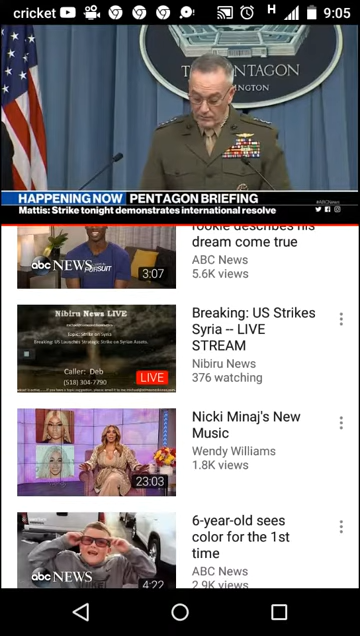 cricket
H
9:05
THE PENTAGON
HAPPENING NOW PENTAGON BRIEFING
Mattis: Strike tonight demonstrates international resolve
rookie describes his
dream come true
ABC News
5.6K views
abc NEWS
PURSUIT
3:07
Nibiru News LIVE
Caller: Deb
(518) 304-7790
LIVE
Breaking: US Strikes
Syria -- LIVE
STREAM
Nibiru News
376 watching
23:03
Nicki Minaj's New
Music
Wendy Williams
1.8K views
abc NEWS
4:22
6-year-old sees
color for the 1st
time
ABC News
2.9K views